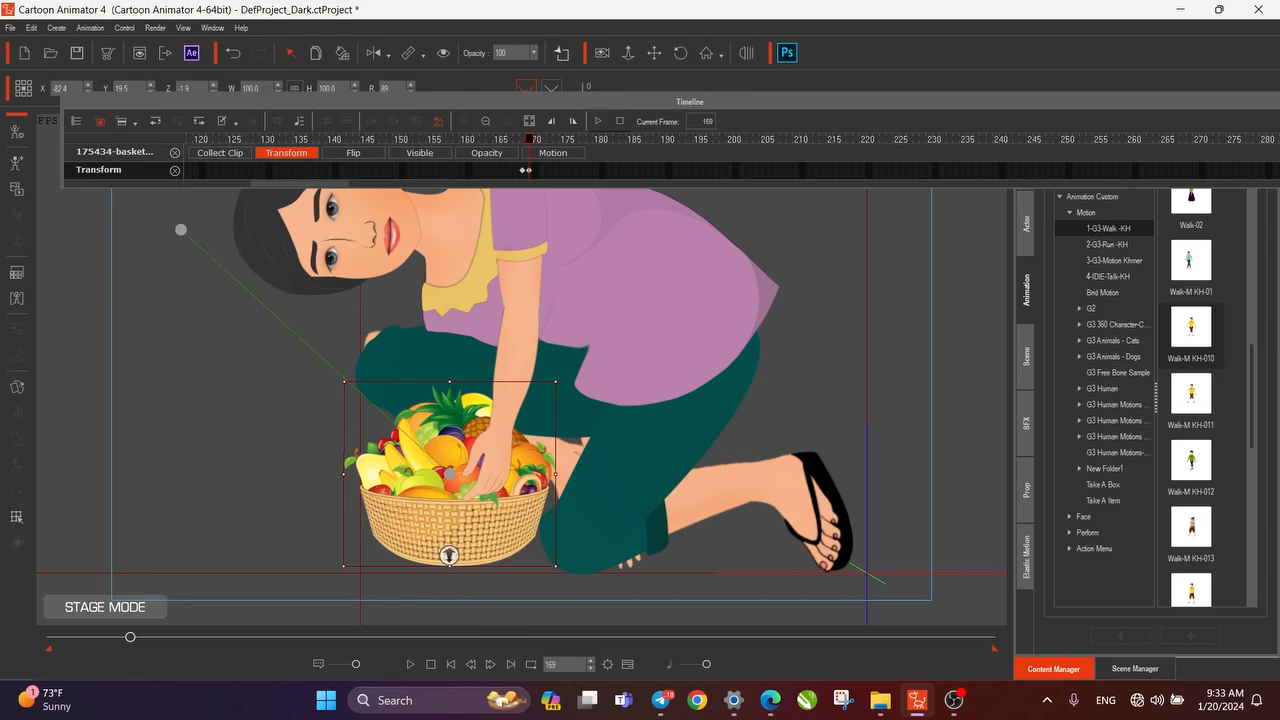 Cartoon Animator 4 (Cartoon Animator 4-64bit) - DefProject_Dark.ctProject *
File Edit Create Animation Control Render View Window Help
Ae Opacity : 100 Ps
X -82.4 Y 19.5 Z -1.9 W 100.0 H 100.0 R 89 0
Timeline
FPS Current Frame: 169
120 125 130 135 140 145 150 155 160 165 70 175 180 185 190 195 200 205 210 215 220 225 230 235 240 245 250 255 260 265 270 275 280
175434-basket... Collect Clip Transform Flip Visible Opacity Motion
Transform
Actor
Animation
Scene
SFX
Prop
Elastic Motion
Animation Custom
Motion
1-G3-Walk -KH
2-G3-Run -KH
3-G3-Motion Khmer
4-IDIE-Talk-KH
Brid Motion
G2
G3 360 Character-C...
G3 Animals - Cats
G3 Animals - Dogs
G3 Free Bone Sample
G3 Human
G3 Human Motions ...
G3 Human Motions ...
G3 Human Motions ...
G3 Human Motions-...
New Folder1
Take A Box
Take A Item
Face
Perform
Action Menu
Walk-02
Walk-M KH-01
Walk-M KH-010
Walk-M KH-011
Walk-M KH-012
Walk-M KH-013
STAGE MODE
169
Content Manager Scene Manager
1 73°F
Sunny
Search
PRE
18
ENG
9:33 AM
1/20/2024